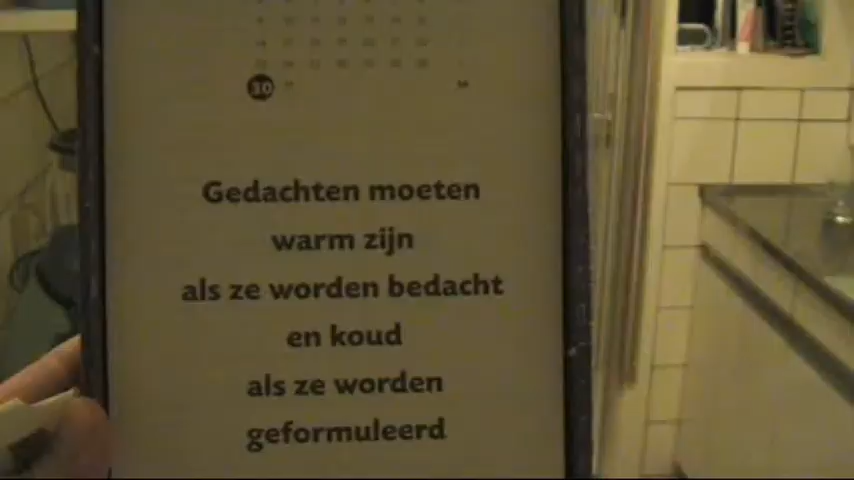 30
Gedachten moeten
warm zijn
als ze worden bedacht
en koud
als ze worden
geformuleerd